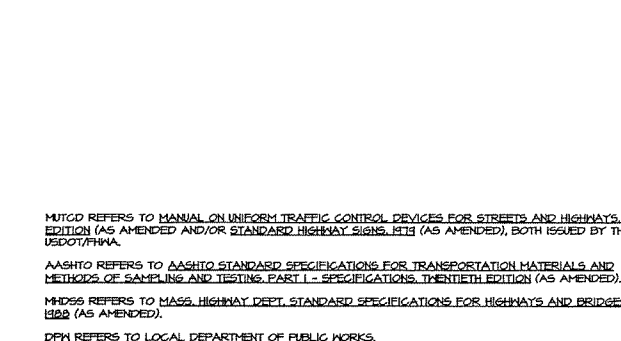 MUTCD REFERS TO MANUAL ON UNIFORM TRAFFIC CONTROL DEVICES FOR STREETS AND HIGHWAYS,
EDITION (AS AMENDED AND/OR STANDARD HIGHWAY SIGNS, 1979 (AS AMENDED), BOTH ISSUED BY TH
USDOT/FHWA.
AASHTO REFERS TO AASHTO STANDARD SPECIFICATIONS FOR TRANSPORTATION MATERIALS AND
METHODS OF SAMPLING AND TESTING, PART I - SPECIFICATIONS, TWENTIETH EDITION (AS AMENDED).
MHDSS REFERS TO MASS. HIGHWAY DEPT. STANDARD SPECIFICATIONS FOR HIGHWAYS AND BRIDGE
1988 (AS AMENDED).
DPW REFERS TO LOCAL DEPARTMENT OF PUBLIC WORKS.